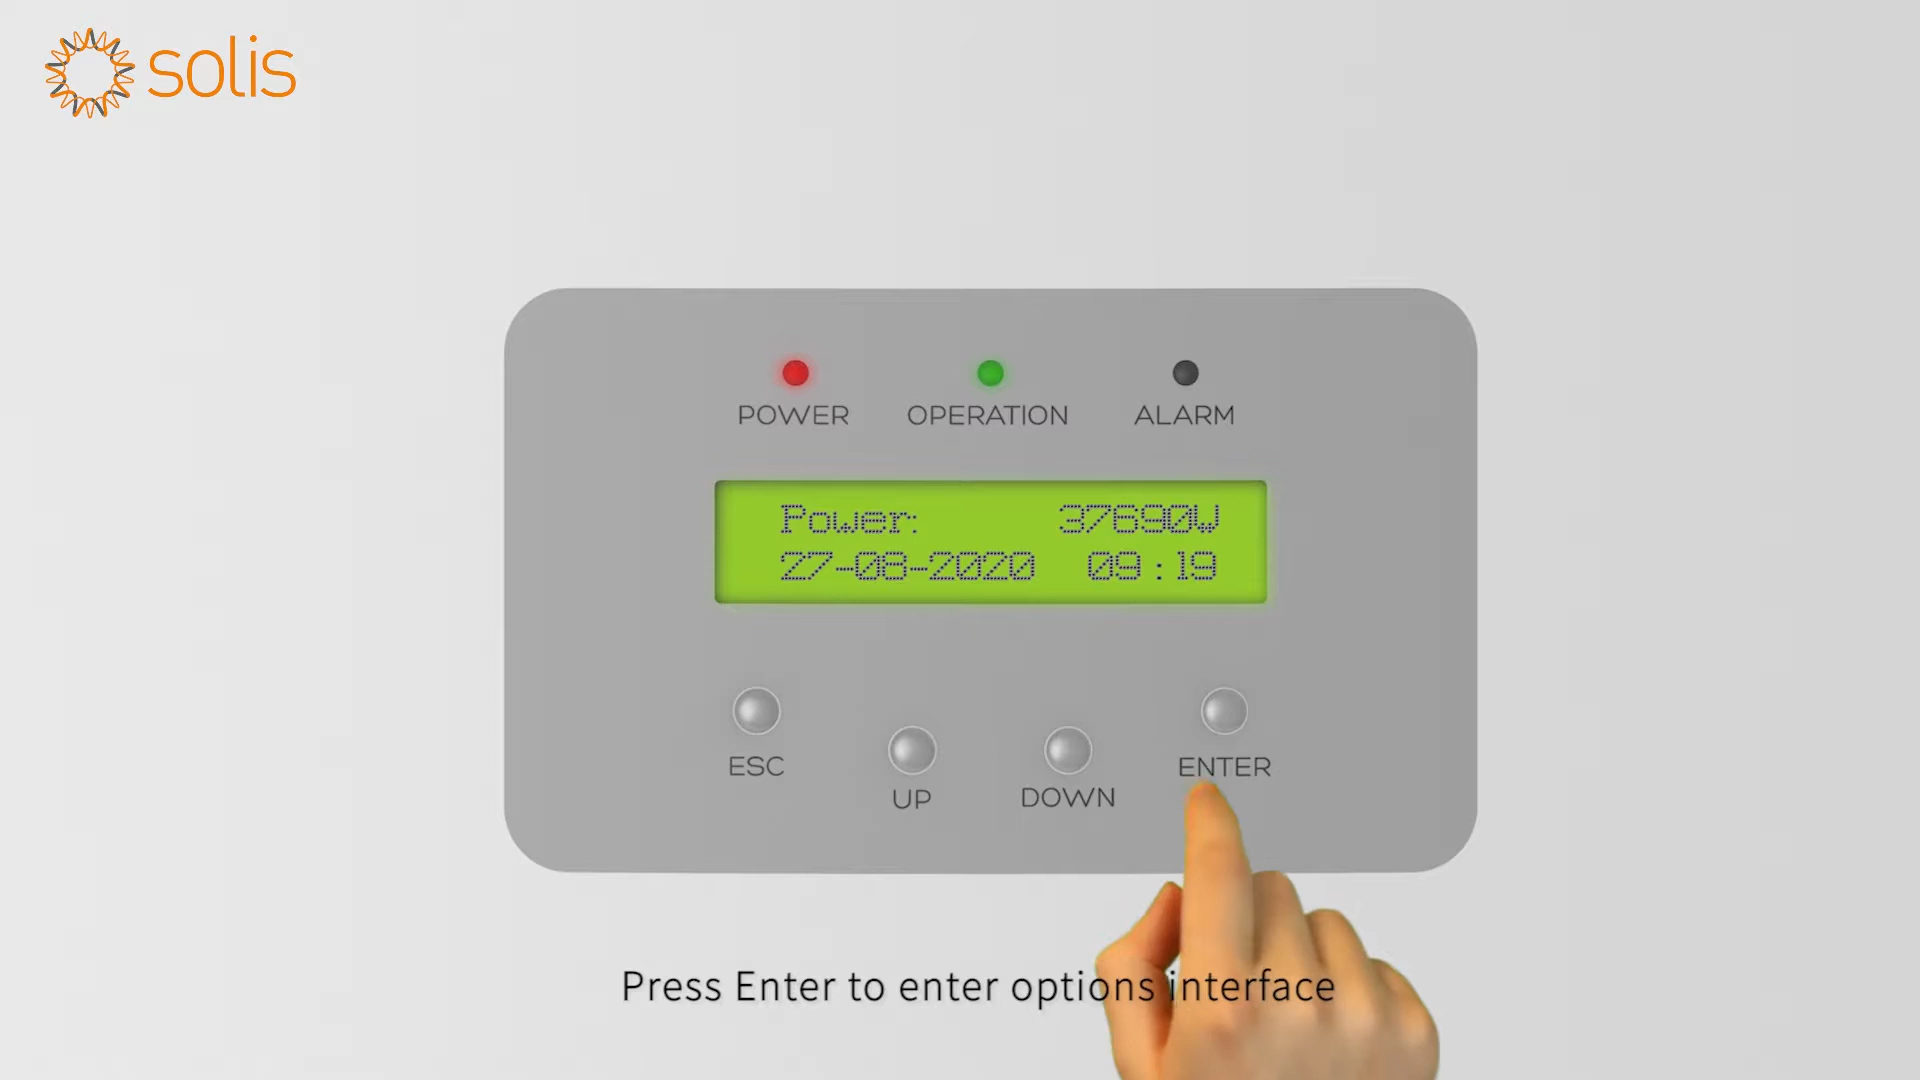 solis
POWER OPERATION ALARM
Power: 37690W
27-08-2020 09:19
ESC UP DOWN ENTER
Press Enter to enter options interface